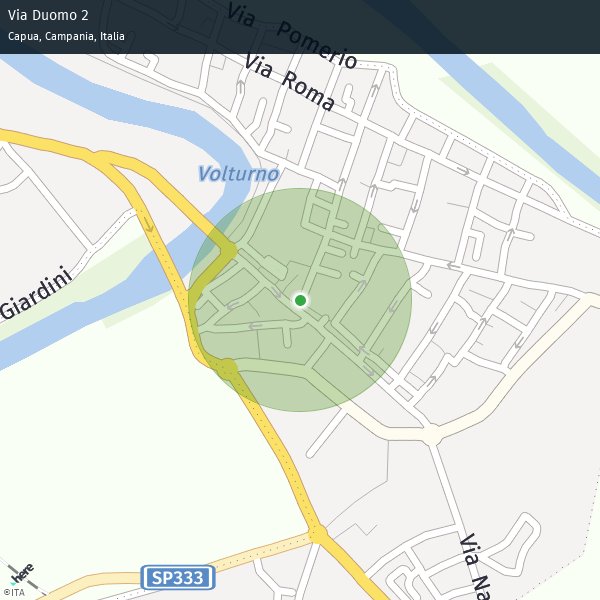 Via Duomo 2
Capua, Campania, Italia
Via Pomerio
Via Roma
Volturno
Giardini
SP333
Via Na
here
©ITA